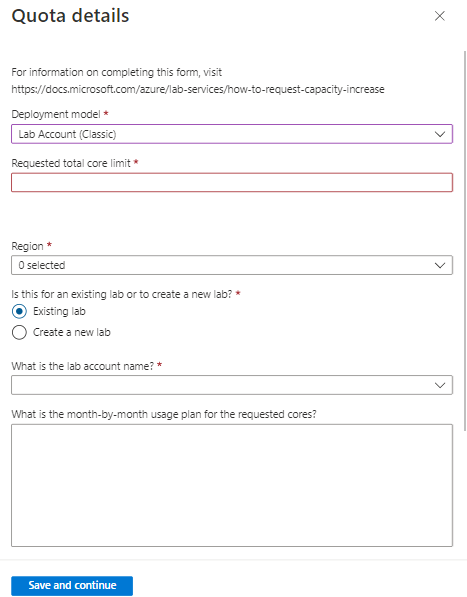 Quota details
For information on completing this form, visit
https://docs.microsoft.com/azure/lab-services/how-to-request-capacity-increase
Deployment model *
Lab Account (Classic)
Requested total core limit *
Region *
0 selected
Is this for an existing lab or to create a new lab? *
Existing lab
Create a new lab
What is the lab account name? *
What is the month-by-month usage plan for the requested cores?
Save and continue